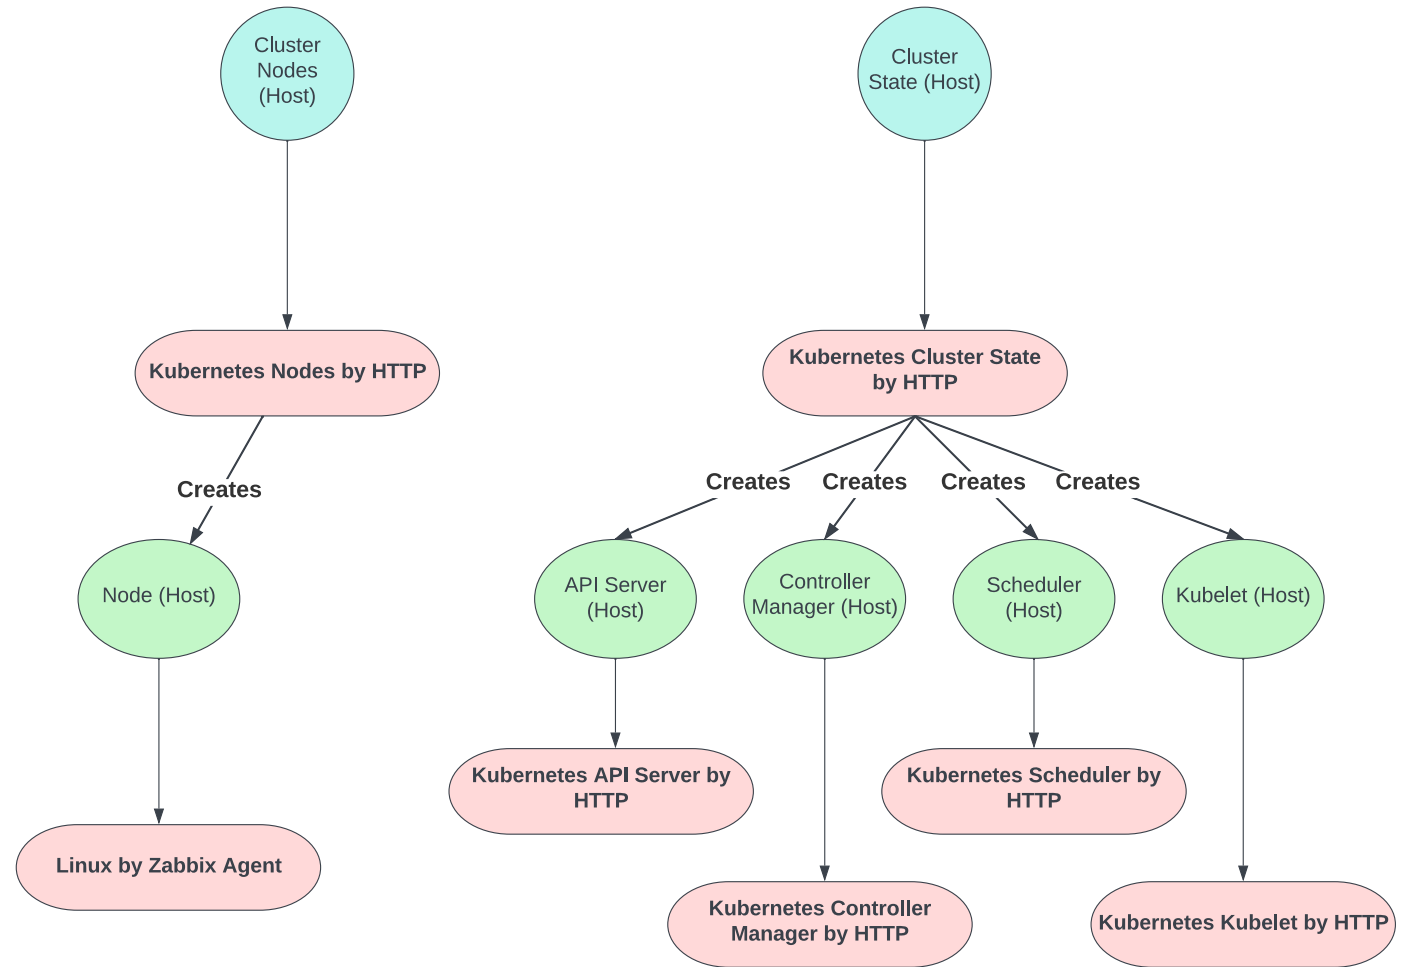 Cluster
Nodes
(Host)
Cluster
State (Host)
Kubernetes Nodes by HTTP
Kubernetes Cluster State
by HTTP
Creates
Creates
Creates
Creates
Creates
Node (Host)
API Server
(Host)
Controller
Manager (Host)
Scheduler
(Host)
Kubelet (Host)
Kubernetes API Server by
HTTP
Kubernetes Scheduler by
HTTP
Linux by Zabbix Agent
Kubernetes Controller
Manager by HTTP
Kubernetes Kubelet by HTTP